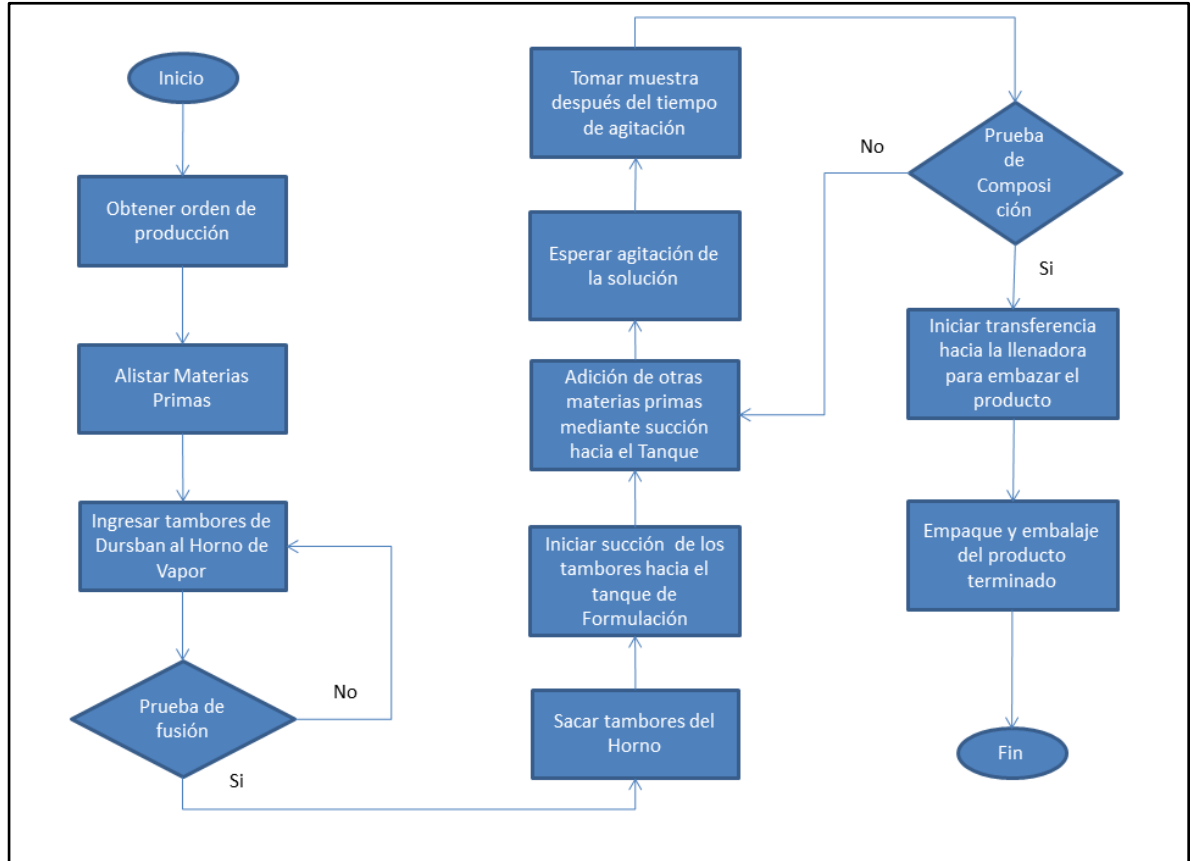 Inicio
Obtener orden de
producción
Alistar Materias
Primas
Ingresar tambores de
Dursban al Horno de
Vapor
Prueba de
fusión
No
Si
Sacar tambores del
Horno
Iniciar succión de los
tambores hacia el
tanque de
Formulación
Adición de otras
materias primas
mediante succión
hacia el Tanque
Esperar agitación de
la solución
Tomar muestra
después del tiempo
de agitación
Prueba
de
Composi
ción
No
Si
Iniciar transferencia
hacia la llenadora
para embazar el
producto
Empaque y embalaje
del producto
terminado
Fin